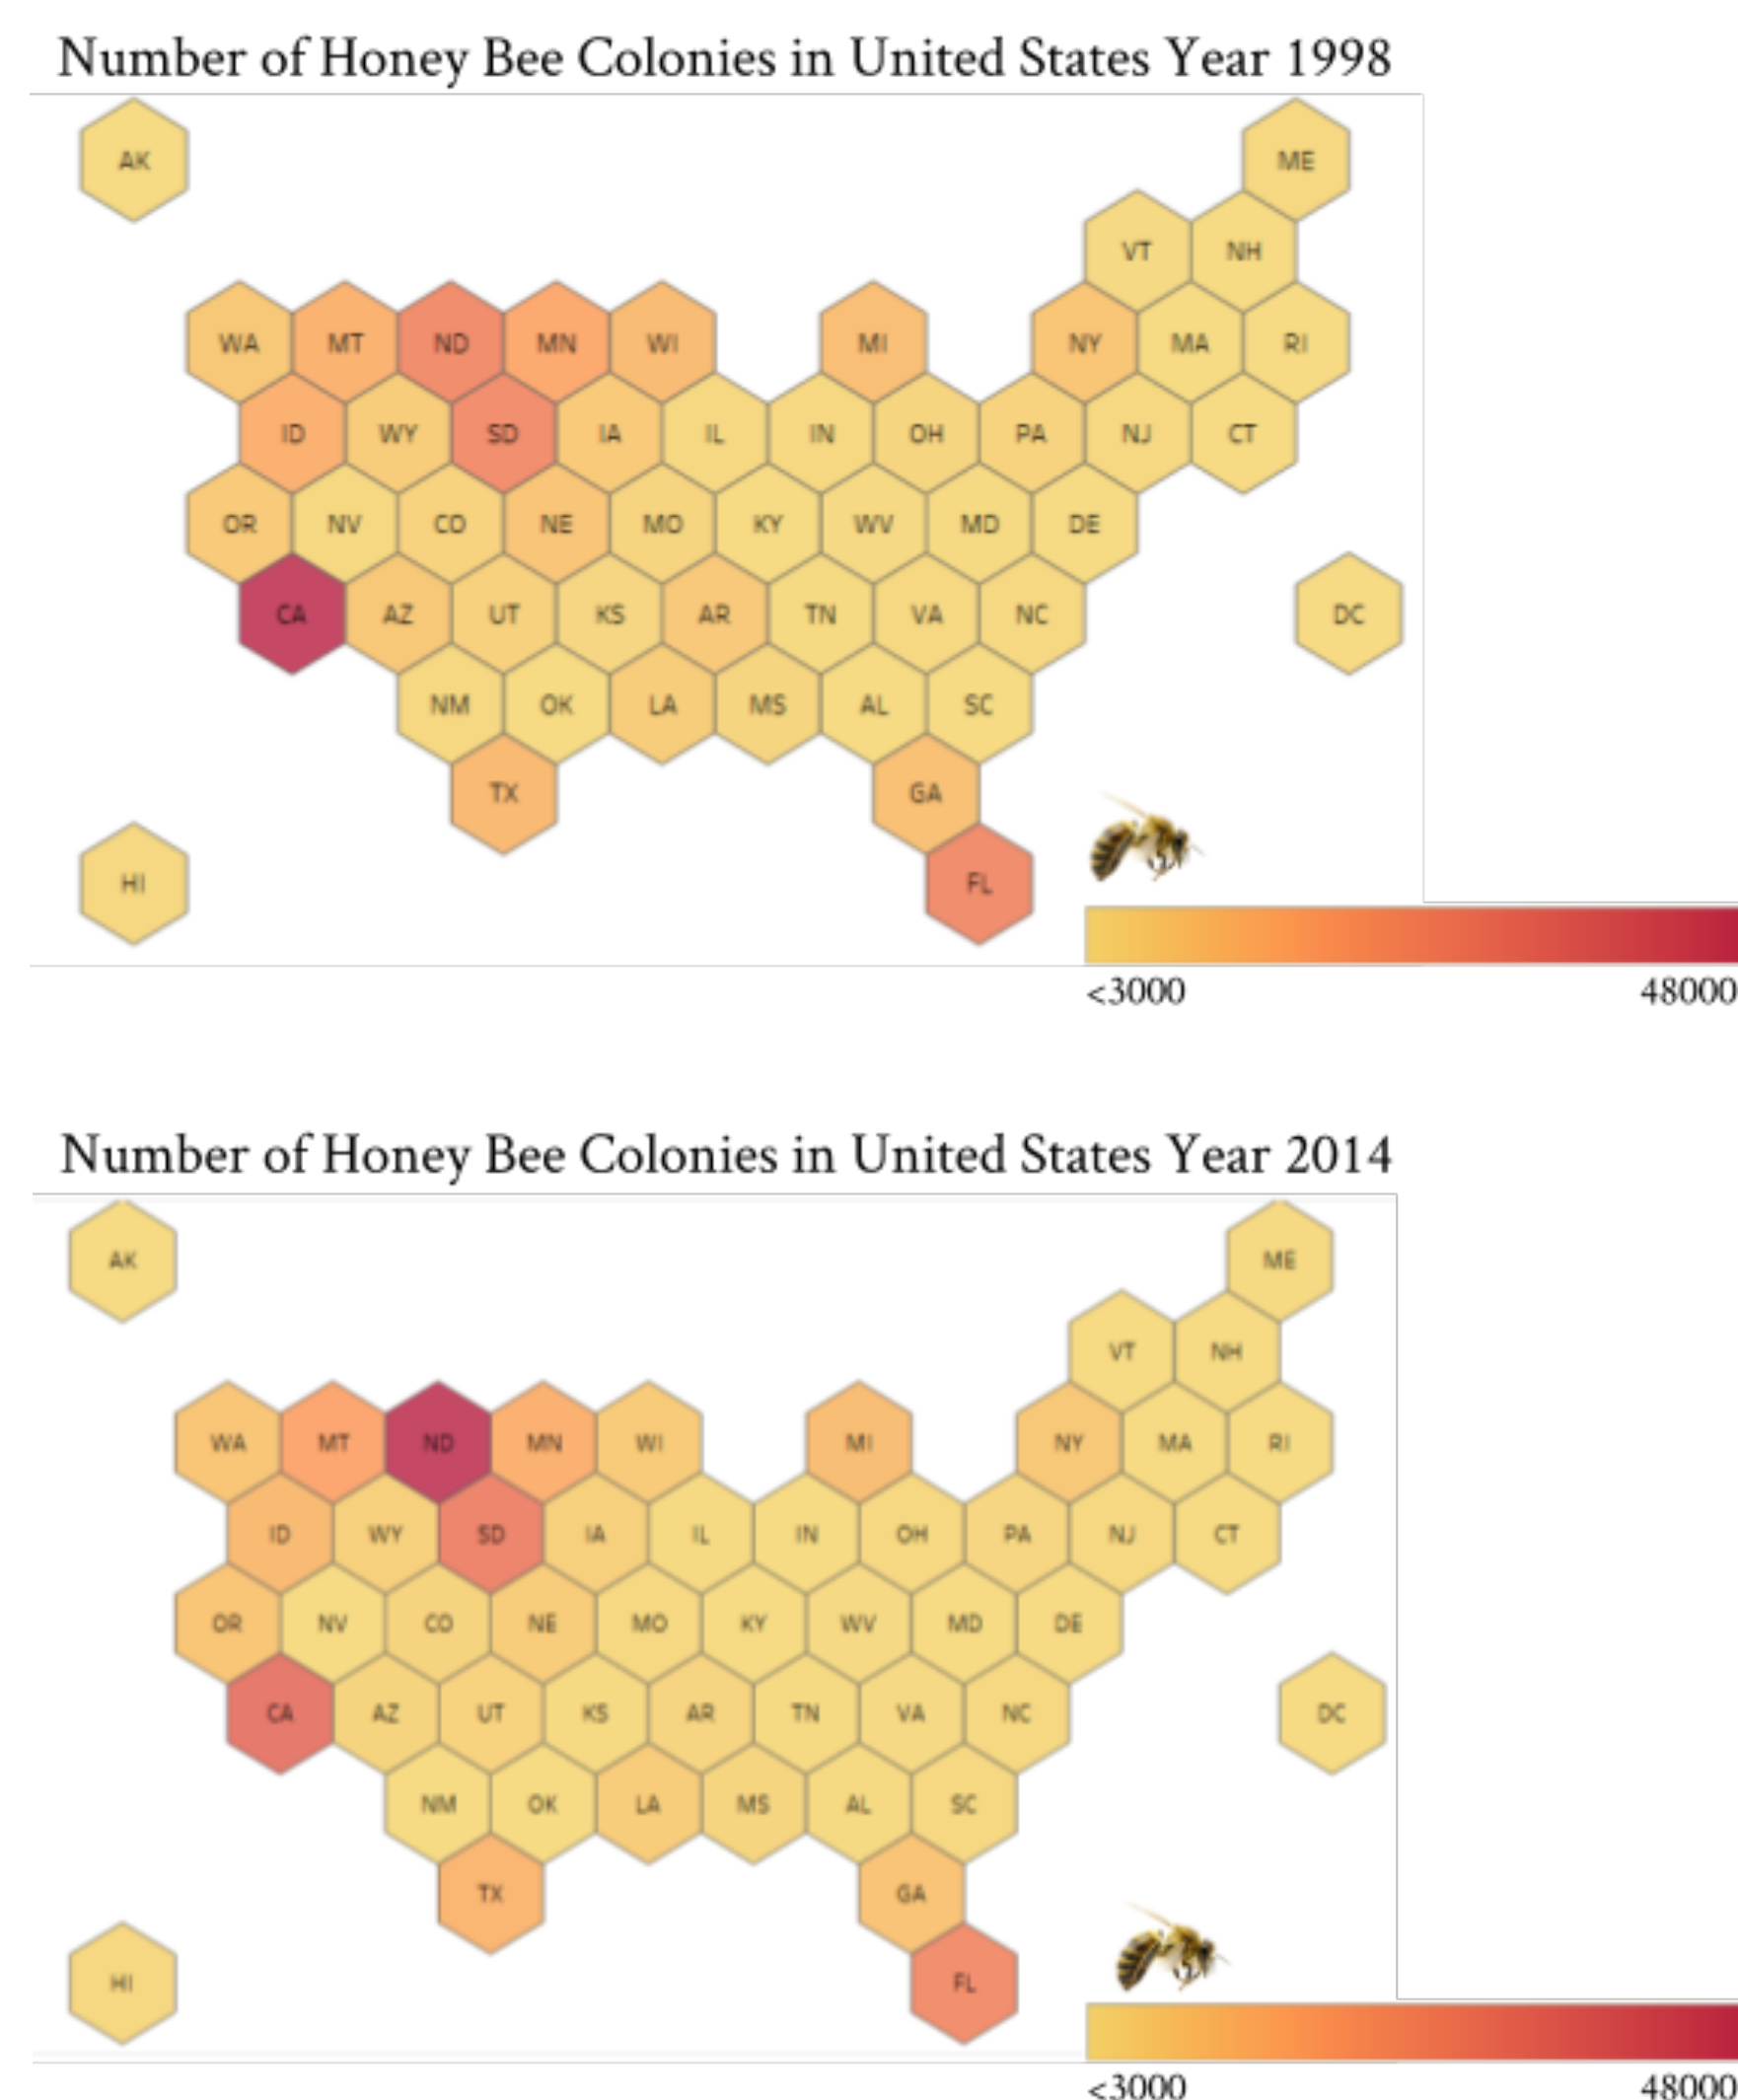 Number of Honey Bee Colonies in United States Year 1998
AK ME
VT NH
WA MT ND MN WI MI NY MA RI
ID WY SD IA IL IN OH PA NJ CT
OR NV CO NE MO KY WV MD DE
CA AZ UT KS AR TN VA NC DC
NM OK LA MS AL SC
TX GA
HI FL
<3000 48000
Number of Honey Bee Colonies in United States Year 2014
AK ME
VT NH
WA MT ND MN WI MI NY MA RI
ID WY SD IA IL IN OH PA NJ CT
OR NV CO NE MO KY WV MD DE
CA AZ UT KS AR TN VA NC DC
NM OK LA MS AL SC
TX GA
HI FL
<3000 48000